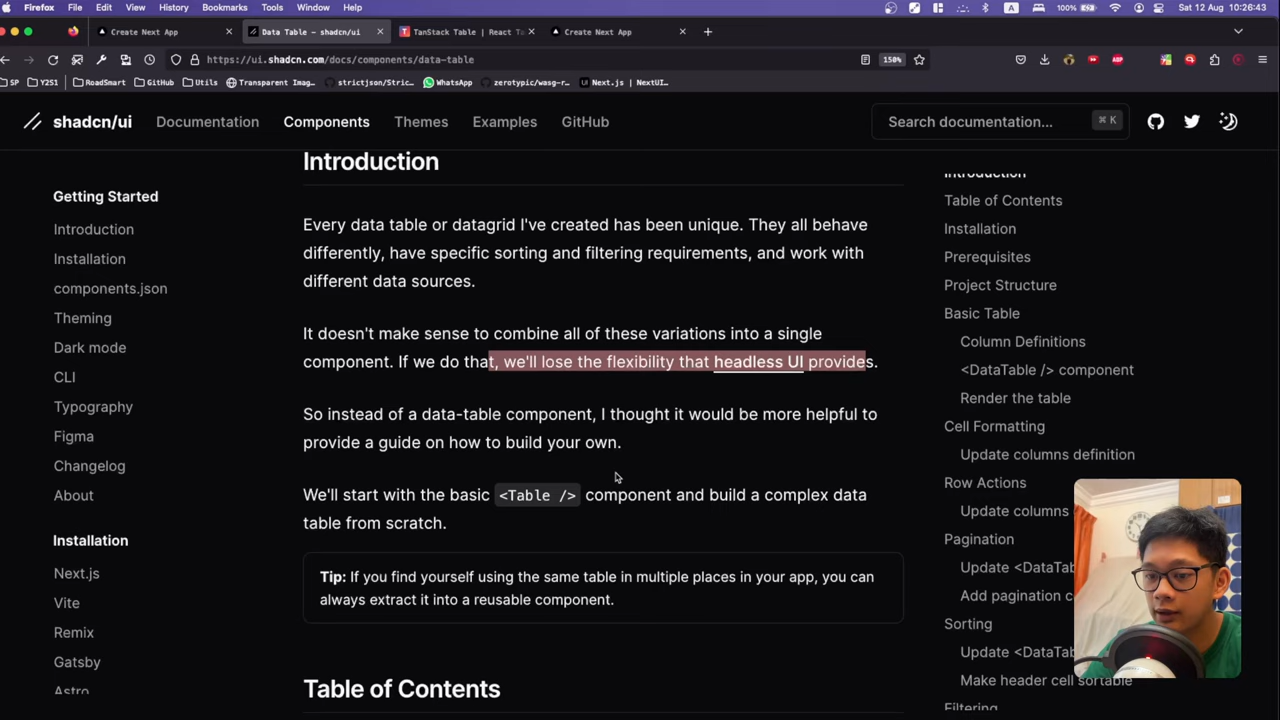 Firefox File Edit View History Bookmarks Tools Window Help
A 100% Sat 12 Aug 10:26:43
Create Next App
Data Table – shadcn/ui
TanStack Table | React Ta
Create Next App
https://ui.shadcn.com/docs/components/data-table
150%
SP
Y2S1
RoadSmart
GitHub
Utils
Transparent Imag...
strictjson/Stric...
WhatsApp
zerotypic/wasg-r...
Next.js | NextUI...
shadcn/ui
Documentation
Components
Themes
Examples
GitHub
Search documentation...
⌘ K
Getting Started
Introduction
Installation
components.json
Theming
Dark mode
CLI
Typography
Figma
Changelog
About
Installation
Next.js
Vite
Remix
Gatsby
Astro
Introduction
Every data table or datagrid I've created has been unique. They all behave
differently, have specific sorting and filtering requirements, and work with
different data sources.
It doesn't make sense to combine all of these variations into a single
component. If we do that, we'll lose the flexibility that headless UI provides.
So instead of a data-table component, I thought it would be more helpful to
provide a guide on how to build your own.
We'll start with the basic <Table /> component and build a complex data
table from scratch.
Tip: If you find yourself using the same table in multiple places in your app, you can
always extract it into a reusable component.
Table of Contents
Introduction
Table of Contents
Installation
Prerequisites
Project Structure
Basic Table
Column Definitions
<DataTable /> component
Render the table
Cell Formatting
Update columns definition
Row Actions
Update columns
Pagination
Update <DataTab
Add pagination c
Sorting
Update <DataTab
Make header cell sortable
Filtering